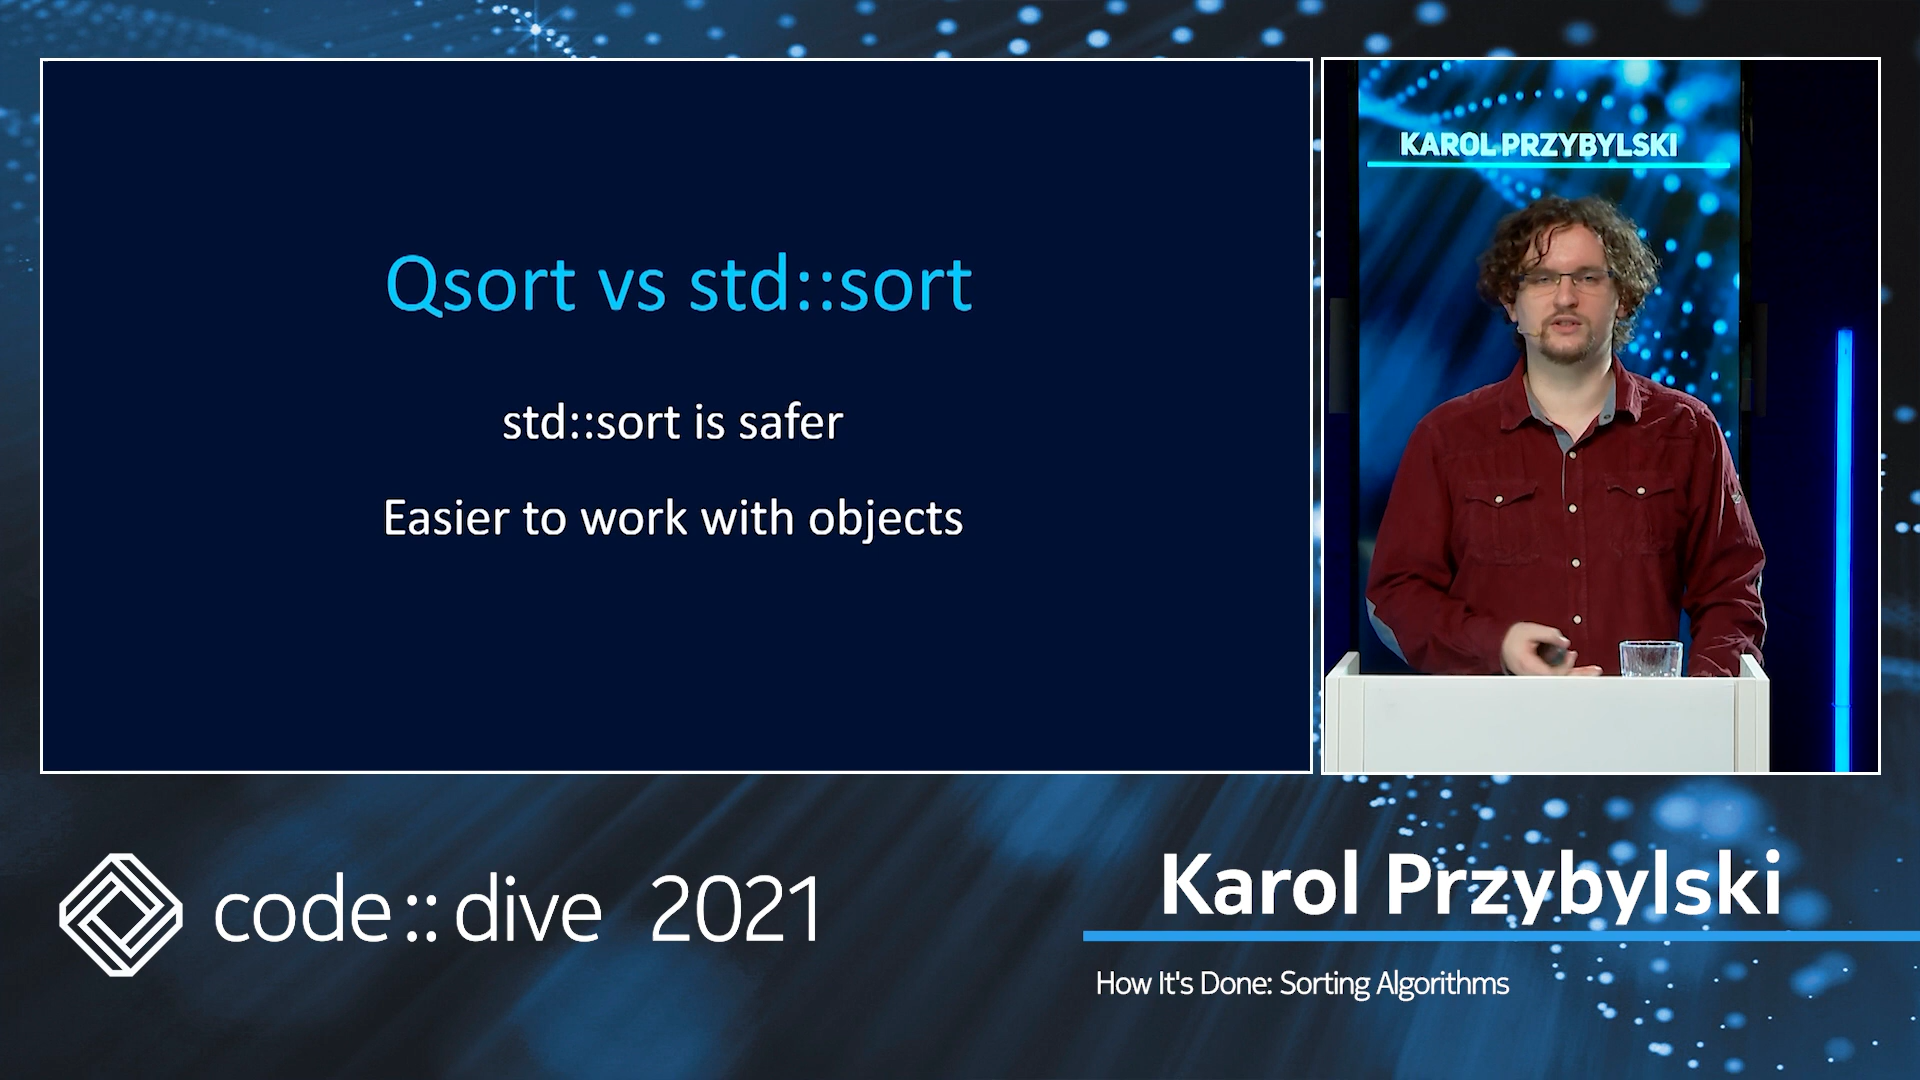 Qsort vs std::sort
std::sort is safer
Easier to work with objects
KAROL PRZYBYLSKI
code::dive 2021
Karol Przybylski
How It's Done: Sorting Algorithms